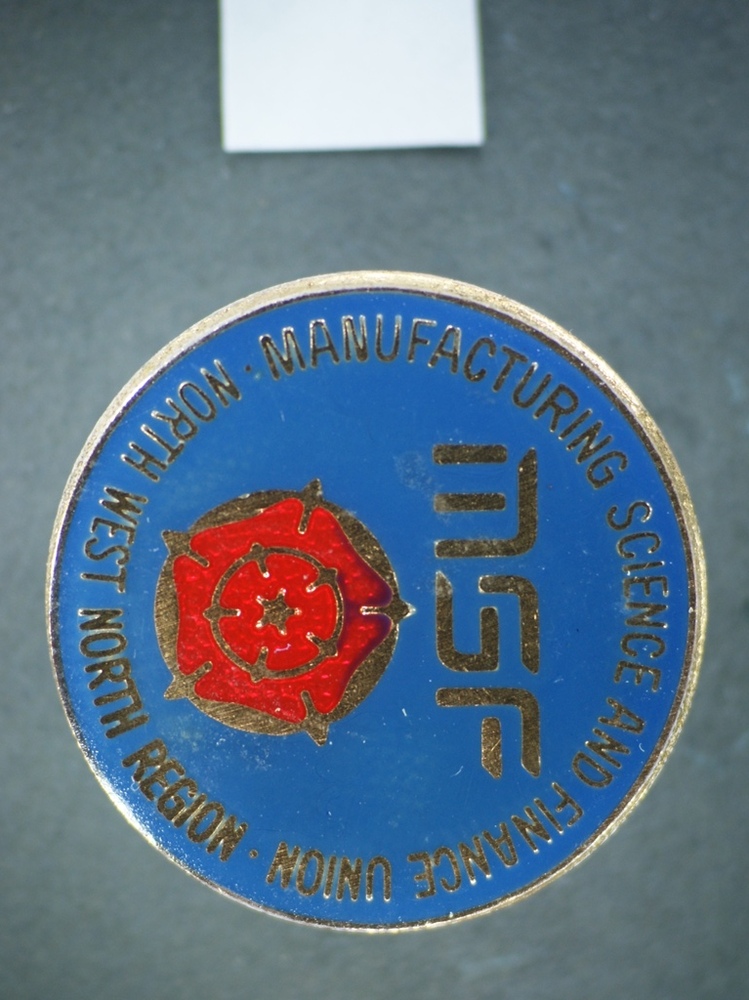 · MANUFACTURING SCIENCE AND FINANCE UNION ·
MSF
NORTH WEST NORTH REGION